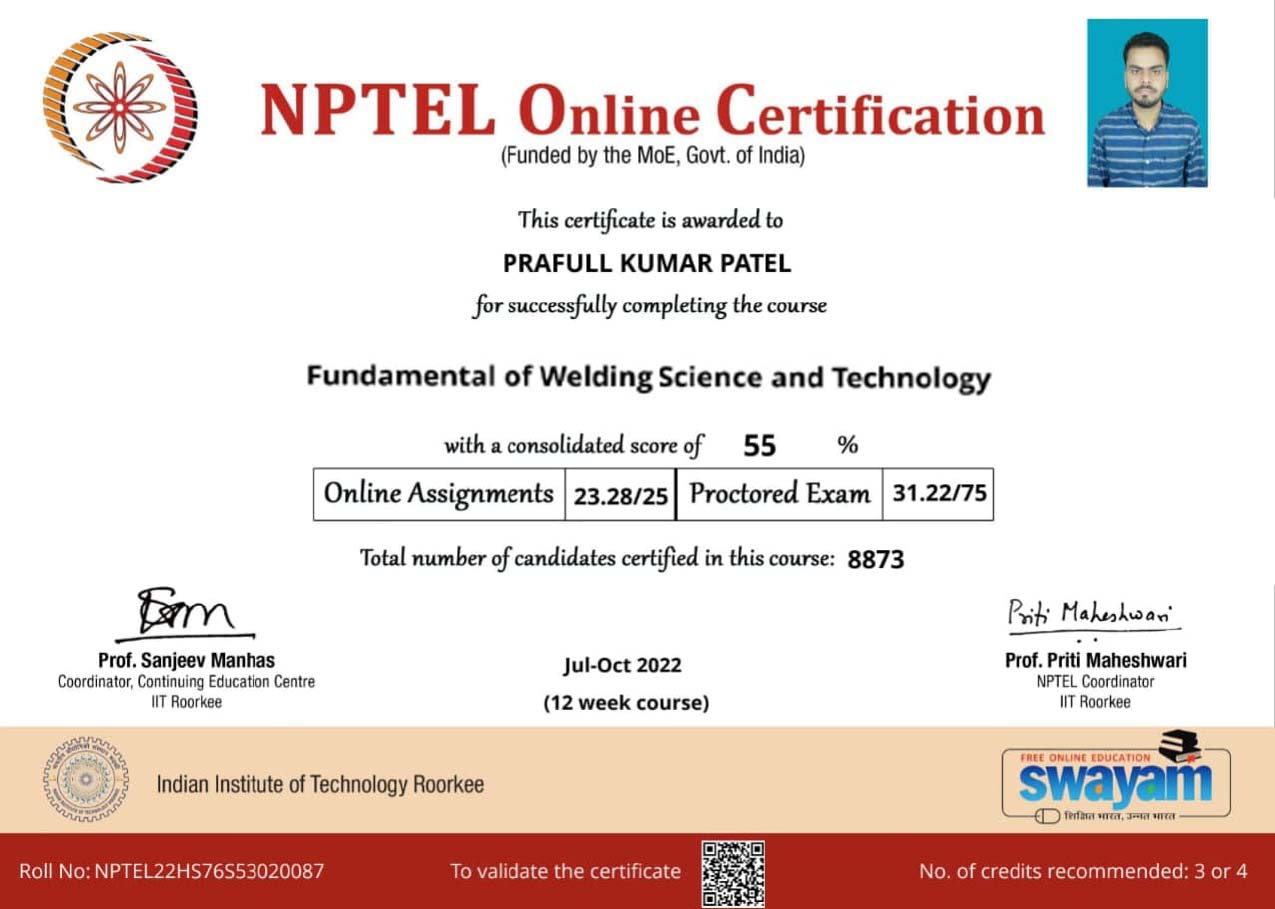 NPTEL Online Certification
(Funded by the MoE, Govt. of India)
This certificate is awarded to
PRAFULL KUMAR PATEL
for successfully completing the course
Fundamental of Welding Science and Technology
with a consolidated score of 55 %
Online Assignments 23.28/25 Proctored Exam 31.22/75
Total number of candidates certified in this course: 8873
Priti Maheshwari
Prof. Sanjeev Manhas
Coordinator, Continuing Education Centre
IIT Roorkee
Jul-Oct 2022
(12 week course)
Prof. Priti Maheshwari
NPTEL Coordinator
IIT Roorkee
Indian Institute of Technology Roorkee
FREE ONLINE EDUCATION
swayam
शिक्षित भारत, उन्नत भारत
Roll No: NPTEL22HS76S53020087
To validate the certificate
No. of credits recommended: 3 or 4